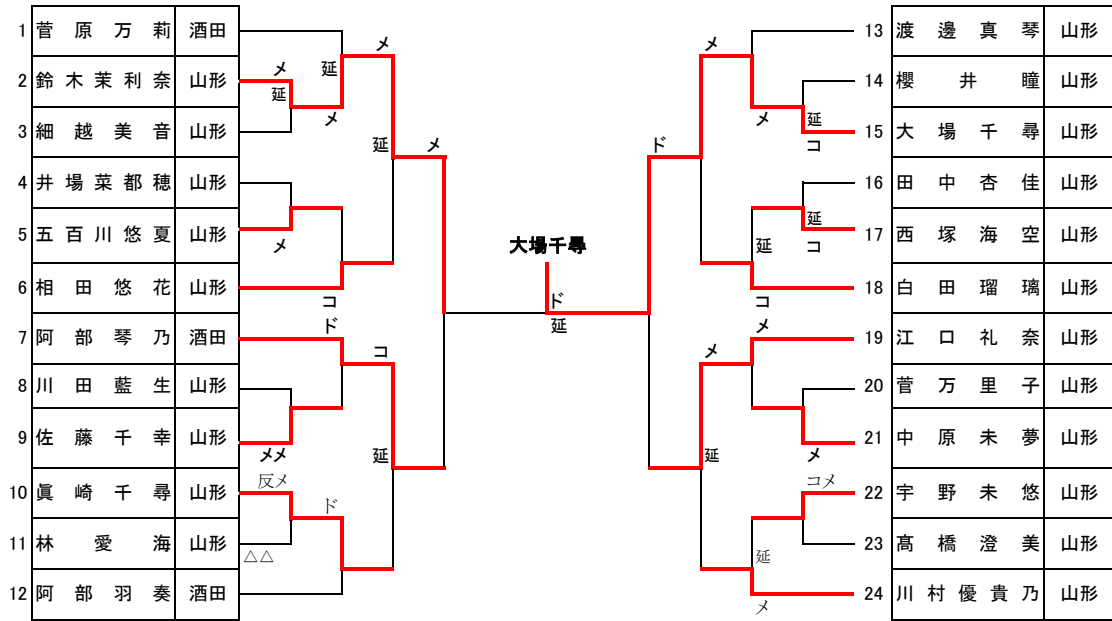 1 菅原万莉 酒田
2 鈴木茉利奈 山形
3 細越美音 山形
4 井場菜都穂 山形
5 五百川悠夏 山形
6 相田悠花 山形
7 阿部琴乃 酒田
8 川田藍生 山形
9 佐藤千幸 山形
10 眞崎千尋 山形
11 林愛海 山形
12 阿部羽奏 酒田
メ
延
メ
延
メ
延
メ
メ
コ
ド
コ
メメ
延
反メ
ド
△△
大場千尋
ド
延
メ
ド
メ
延
コ
延
延
コ
コ
メ
メ
メ
延
コメ
延
メ
13 渡邉真琴 山形
14 櫻井瞳 山形
15 大場千尋 山形
16 田中杏佳 山形
17 西塚海空 山形
18 白田瑠璃 山形
19 江口礼奈 山形
20 菅万里子 山形
21 中原未夢 山形
22 宇野未悠 山形
23 髙橋澄美 山形
24 川村優貴乃 山形